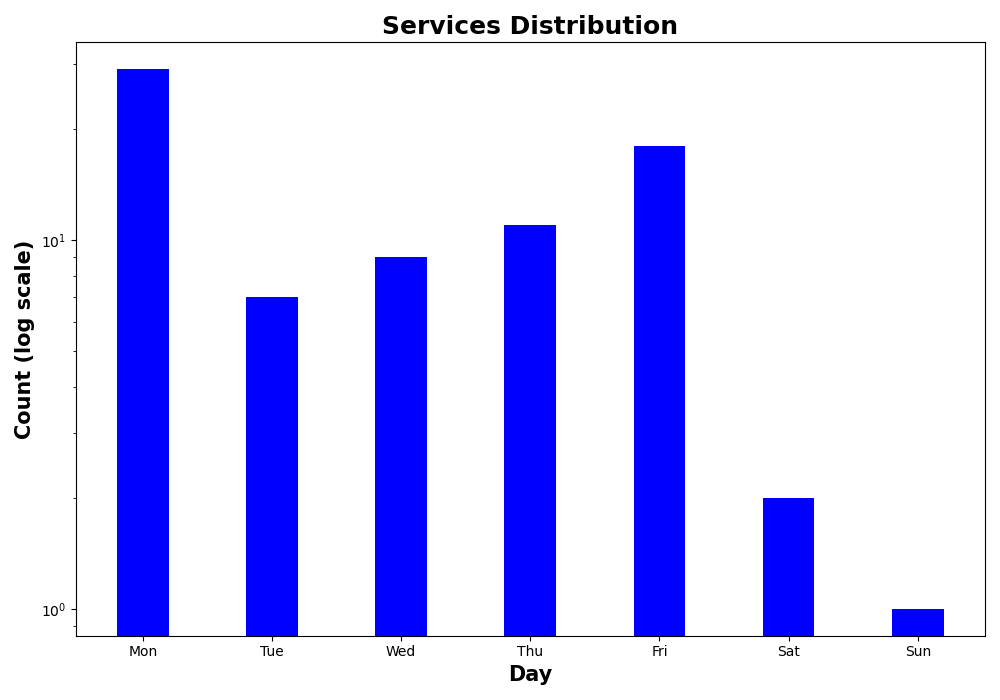 Services Distribution
Count (log scale)
10¹
10⁰
Mon Tue Wed Thu Fri Sat Sun
Day